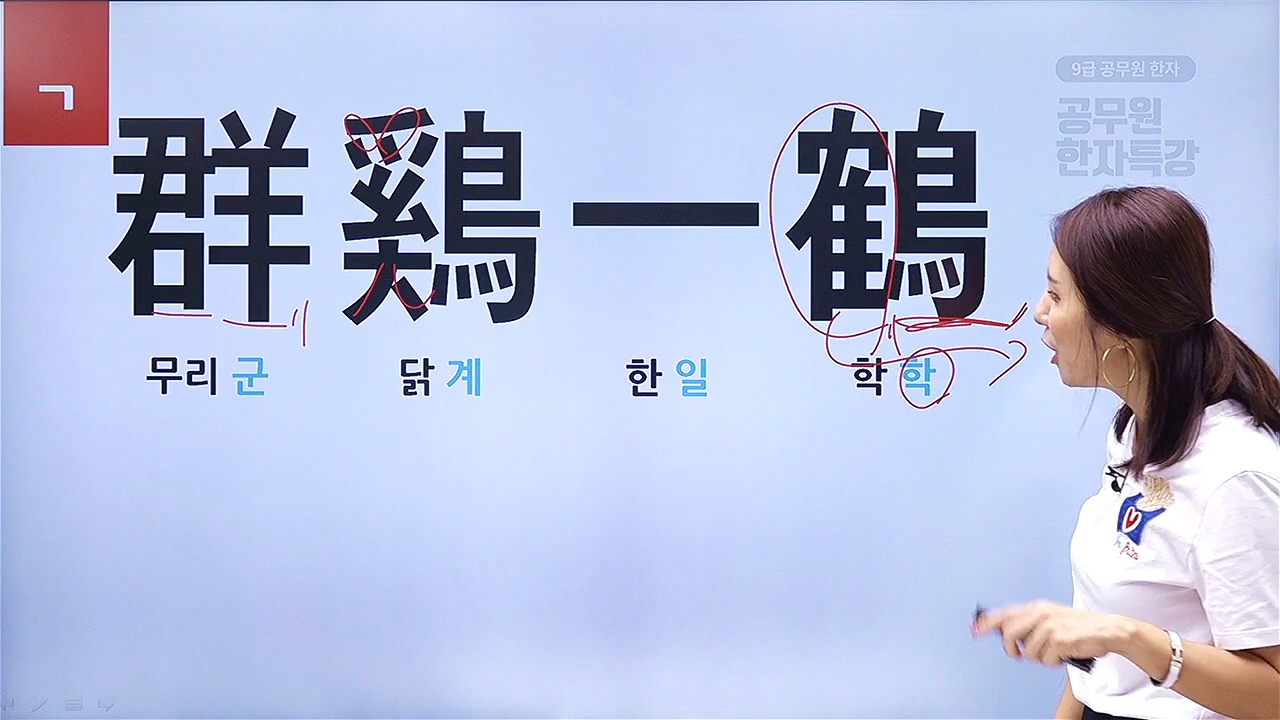 ㄱ
9급 공무원 한자
공무원
한자특강
群鷄一鶴
무리 군 닭 계 한 일 학 학